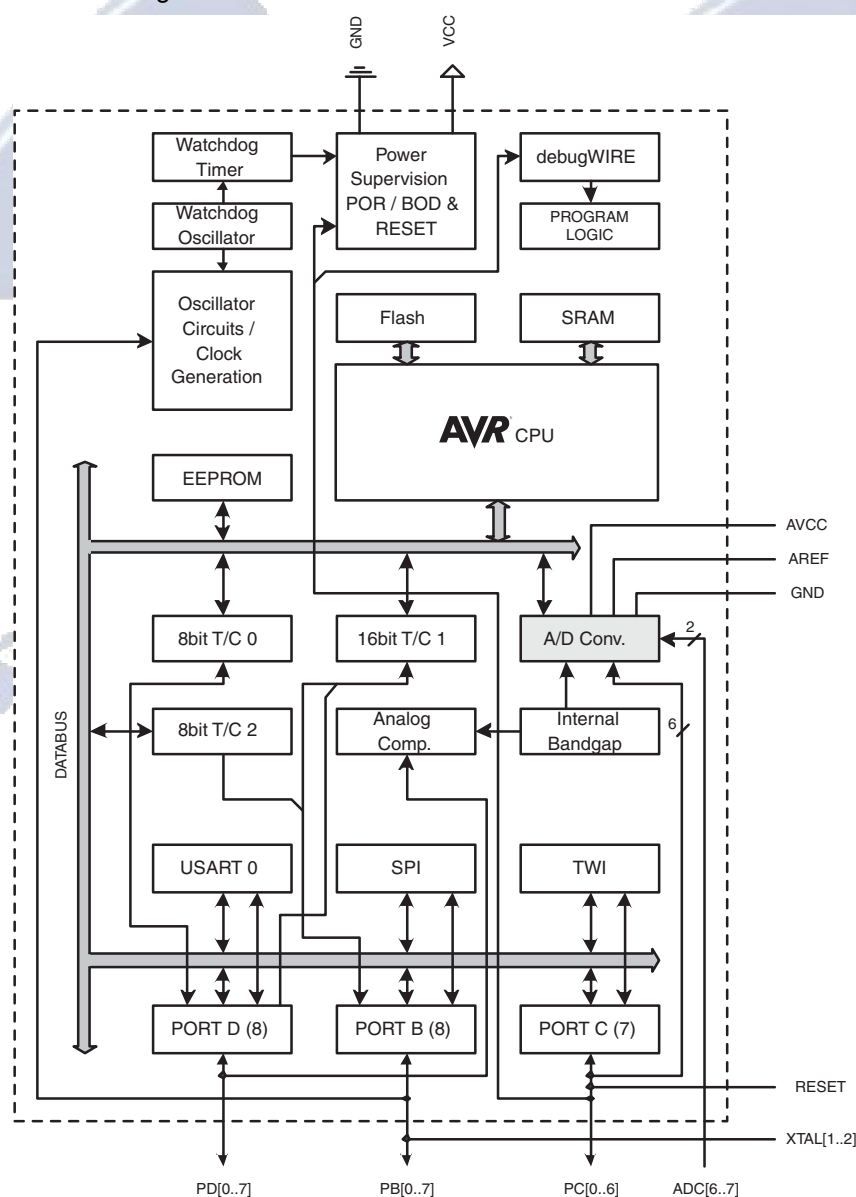 GND
VCC
Watchdog
Timer
Power
Supervision
POR / BOD &
RESET
debugWIRE
Watchdog
Oscillator
PROGRAM
LOGIC
Oscillator
Circuits /
Clock
Generation
Flash
SRAM
AVR CPU
EEPROM
AVCC
AREF
GND
8bit T/C 0
16bit T/C 1
A/D Conv.
2
DATABUS
8bit T/C 2
Analog
Comp.
Internal
Bandgap
6
USART 0
SPI
TWI
PORT D (8)
PORT B (8)
PORT C (7)
RESET
XTAL[1..2]
PD[0..7]
PB[0..7]
PC[0..6]
ADC[6..7]